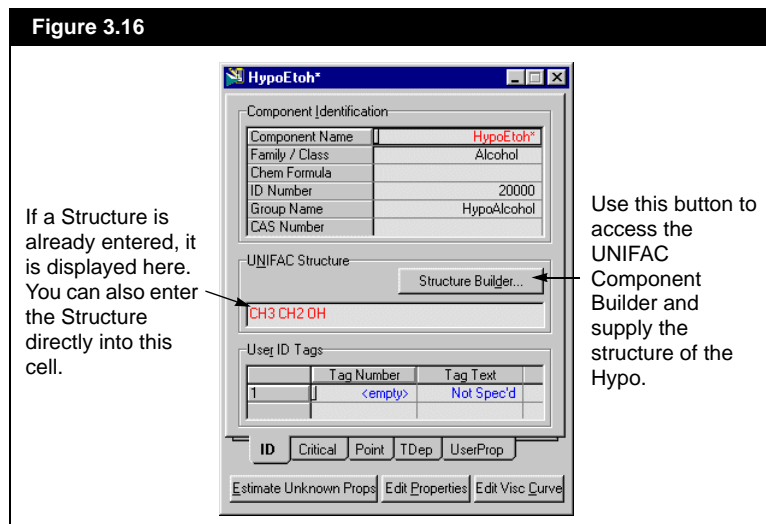 Figure 3.16
HypoEtoh*
Component Identification
Component Name HypoEtoh*
Family / Class Alcohol
Chem Formula
ID Number 20000
Group Name HypoAlcohol
CAS Number
If a Structure is
already entered, it
is displayed here.
You can also enter
the Structure
directly into this
cell.
UNIFAC Structure
Structure Builder...
CH3 CH2 OH
Use this button to
access the
UNIFAC
Component
Builder and
supply the
structure of the
Hypo.
User ID Tags
Tag Number Tag Text
1 <empty> Not Spec'd
ID Critical Point TDep UserProp
Estimate Unknown Props Edit Properties Edit Visc Curve